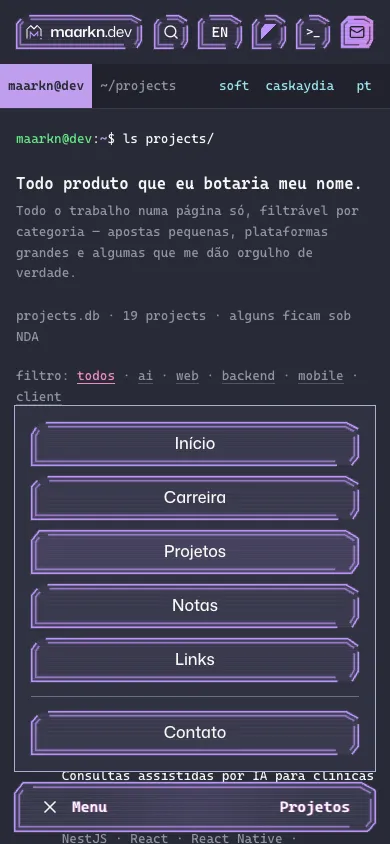 maarkn.dev EN >_
maarkn@dev ~/projects soft caskaydia pt
maarkn@dev:~$ ls projects/
Todo produto que eu botaria meu nome.
Todo o trabalho numa página só, filtrável por
categoria — apostas pequenas, plataformas
grandes e algumas que me dão orgulho de
verdade.
projects.db · 19 projects · alguns ficam sob
NDA
filtro: todos · ai · web · backend · mobile ·
client
Início
Carreira
Projetos
Notas
Links
Contato
Consultas assistidas por IA para clínicas
Menu Projetos
NestJS · React · React Native ·